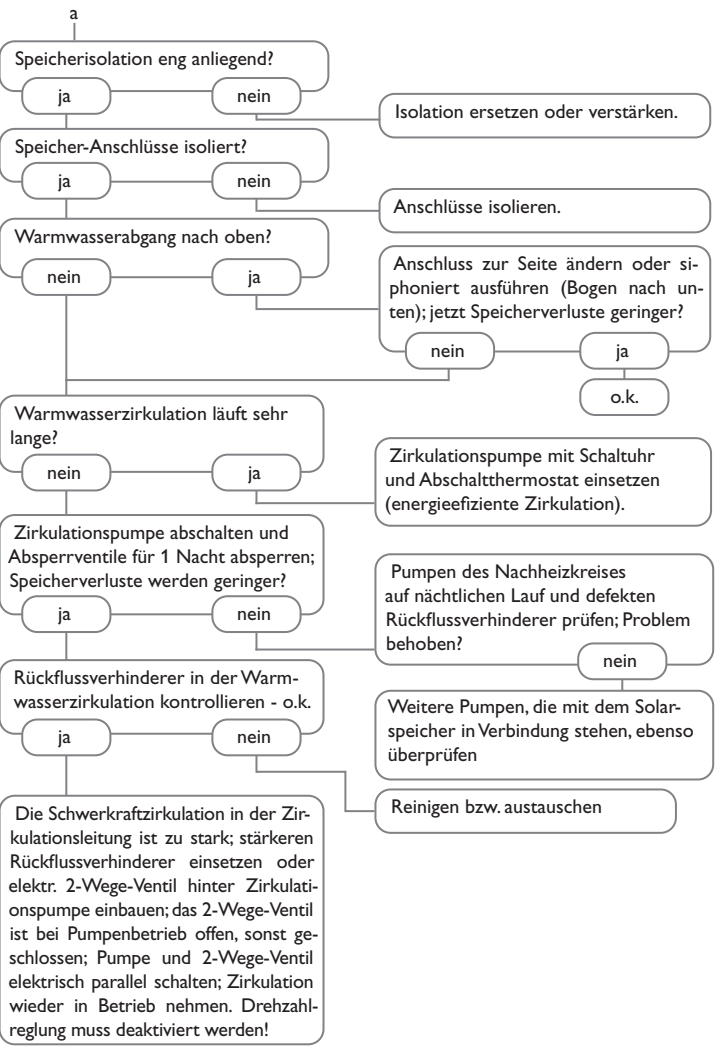 a
Speicherisolation eng anliegend?
ja
nein
Isolation ersetzen oder verstärken.
Speicher-Anschlüsse isoliert?
ja
nein
Anschlüsse isolieren.
Warmwasserabgang nach oben?
nein
ja
Anschluss zur Seite ändern oder si-
phoniert ausführen (Bogen nach un-
ten); jetzt Speicherverluste geringer?
nein
ja
o.k.
Warmwasserzirkulation läuft sehr
lange?
nein
ja
Zirkulationspumpe mit Schaltuhr
und Abschaltthermostat einsetzen
(energieefiziente Zirkulation).
Zirkulationspumpe abschalten und
Absperrventile für 1 Nacht absperren;
Speicherverluste werden geringer?
ja
nein
Pumpen des Nachheizkreises
auf nächtlichen Lauf und defekten
Rückflussverhinderer prüfen; Problem
behoben?
nein
Weitere Pumpen, die mit dem Solar-
speicher in Verbindung stehen, ebenso
überprüfen
Rückflussverhinderer in der Warm-
wasserzirkulation kontrollieren - o.k.
ja
nein
Reinigen bzw. austauschen
Die Schwerkraftzirkulation in der Zir-
kulationsleitung ist zu stark; stärkeren
Rückflussverhinderer einsetzen oder
elektr. 2-Wege-Ventil hinter Zirkulati-
onspumpe einbauen; das 2-Wege-Ventil
ist bei Pumpenbetrieb offen, sonst ge-
schlossen; Pumpe und 2-Wege-Ventil
elektrisch parallel schalten; Zirkulation
wieder in Betrieb nehmen. Drehzahl-
reglung muss deaktiviert werden!